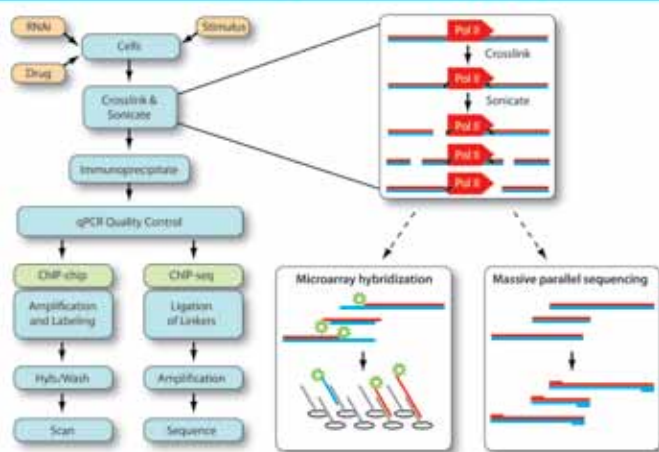 RNAi
Stimulus
Cells
Drug
Crosslink &
Sonicate
Immunoprecipitate
qPCR Quality Control
ChIP-chip
ChIP-seq
Amplification
and Labeling
Ligation
of Linkers
Hyb./Wash
Amplification
Scan
Sequence
Pol II
Crosslink
Pol II
Sonicate
Pol II
Pol II
Pol II
Microarray hybridization
Massive parallel sequencing